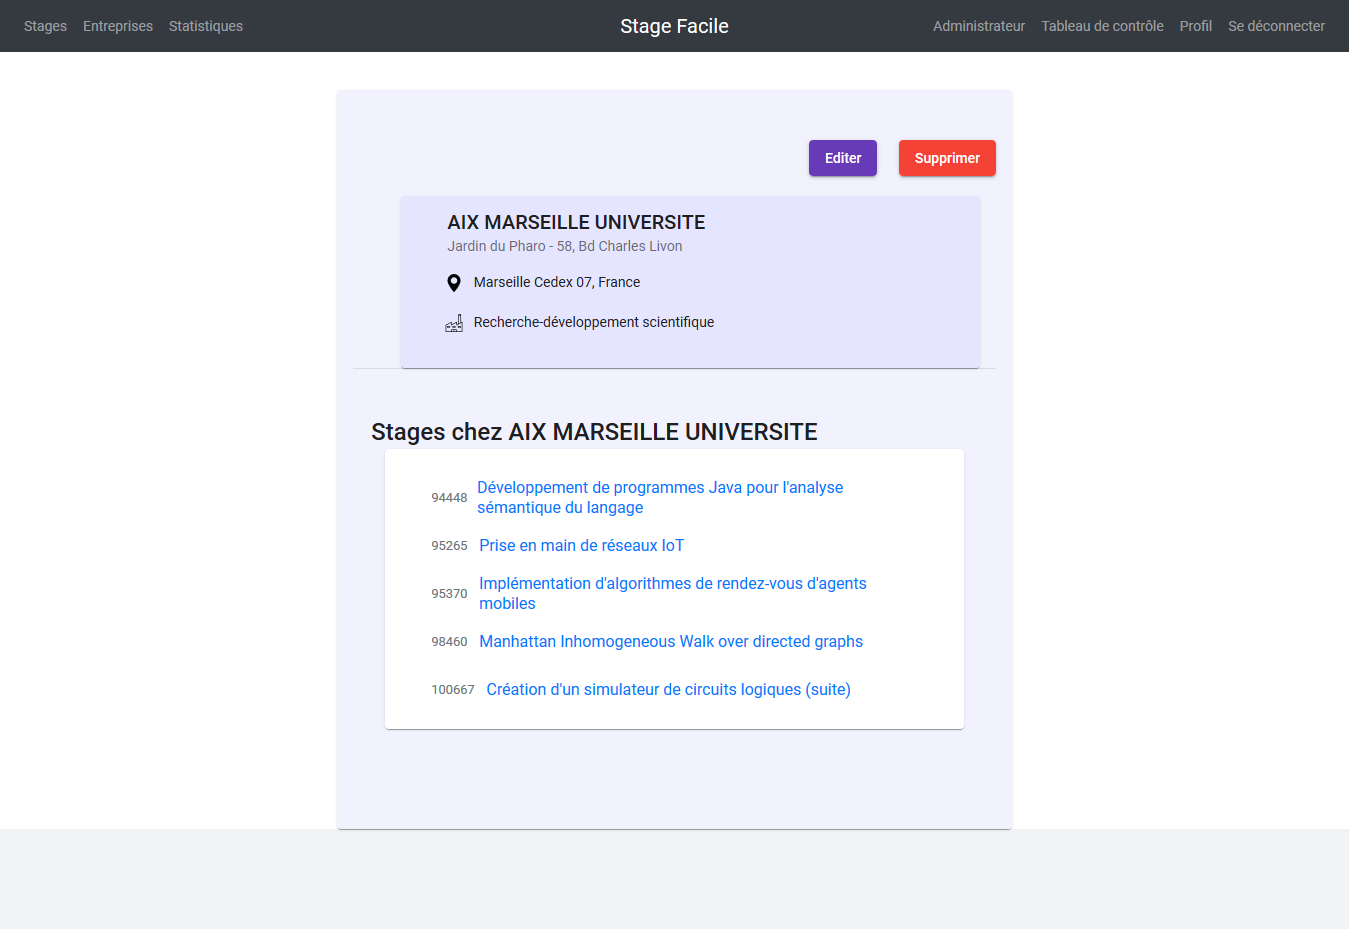 Stages Entreprises Statistiques Stage Facile Administrateur Tableau de contrôle Profil Se déconnecter
Editer Supprimer
AIX MARSEILLE UNIVERSITE
Jardin du Pharo - 58, Bd Charles Livon
Marseille Cedex 07, France
Recherche-développement scientifique
Stages chez AIX MARSEILLE UNIVERSITE
94448 Développement de programmes Java pour l'analyse
sémantique du langage
95265 Prise en main de réseaux IoT
95370 Implémentation d'algorithmes de rendez-vous d'agents
mobiles
98460 Manhattan Inhomogeneous Walk over directed graphs
100667 Création d'un simulateur de circuits logiques (suite)